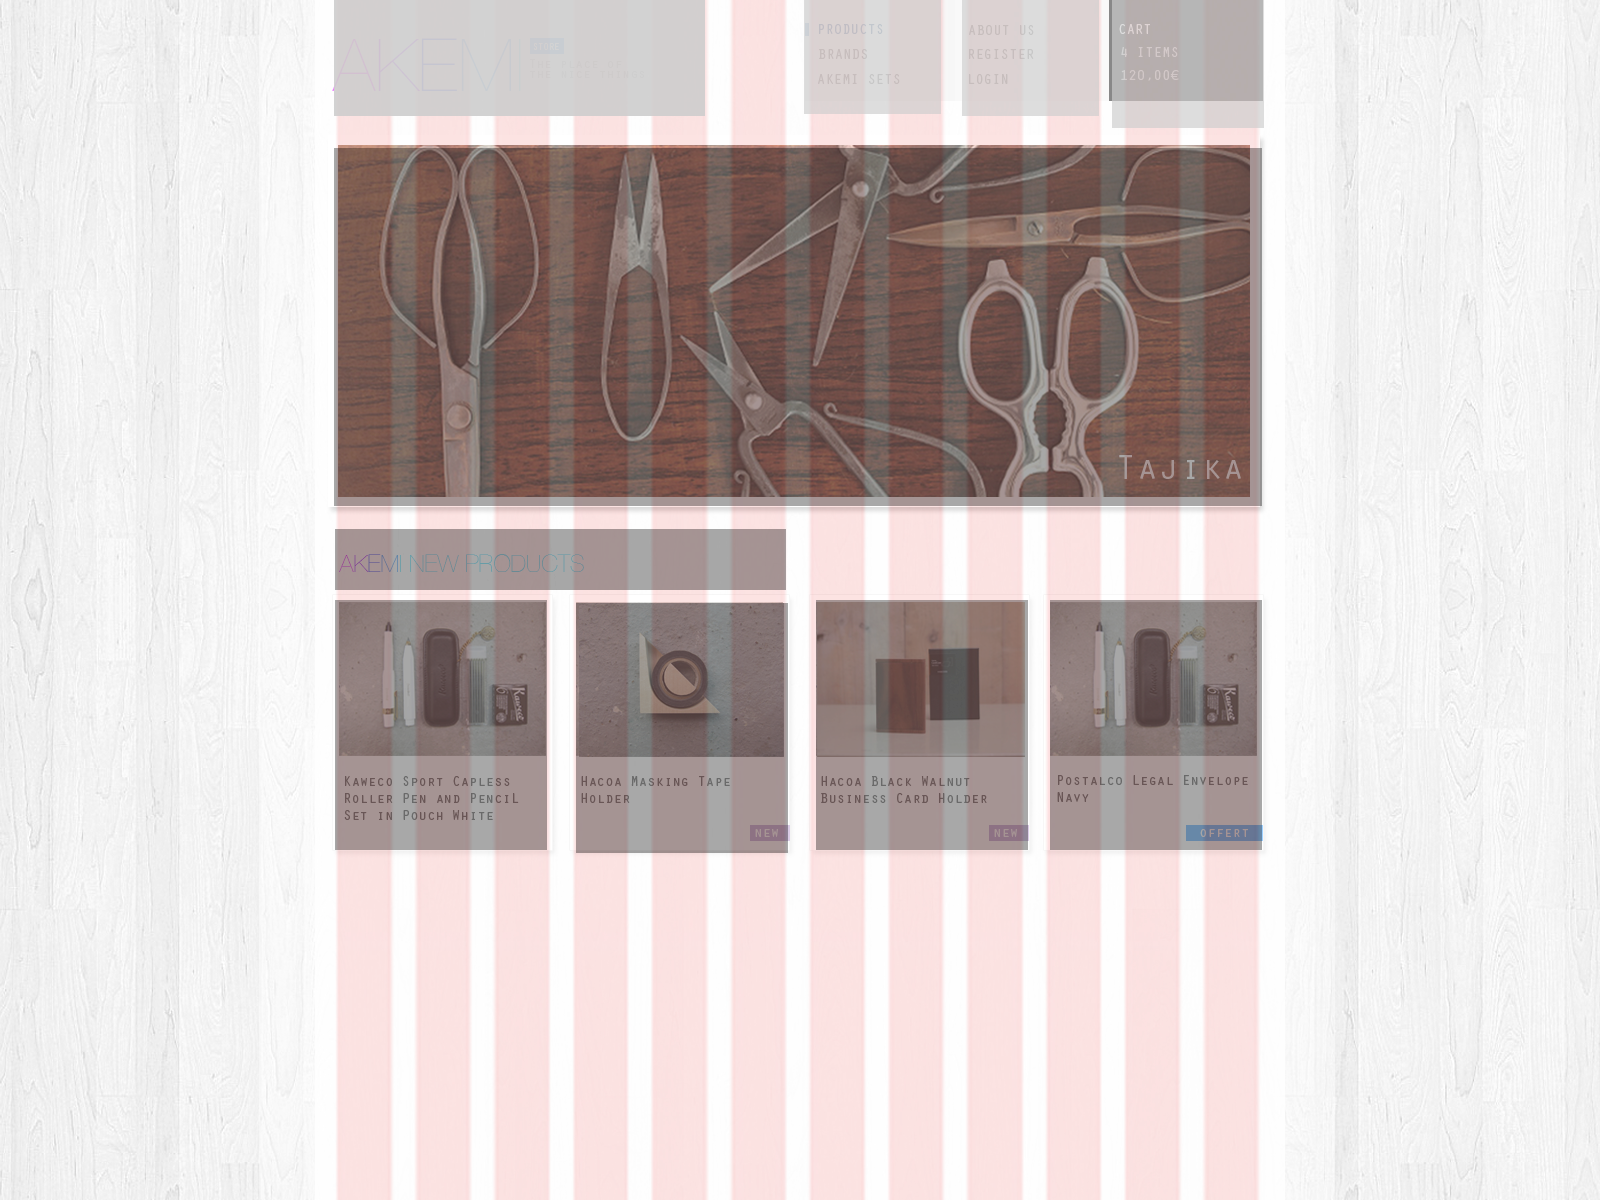 AKEMI
PRODUCTS
BRANDS
AKEMI SETS
ABOUT US
REGISTER
LOGIN
CART
4 ITEMS
120.00€
TAJIKA
AKEMI NEW PRODUCTS
Kaweco
Kaweco
KAWECO SPORT CAPLESS
ROLLER PEN AND PENCIL
SET IN POUCH WHITE
HACOA MASKING TAPE
HOLDER
NEW
HACOA BLACK WALNUT
BUSINESS CARD HOLDER
NEW
POSTALCO LEGAL ENVELOPE
NAVY
OFFERT